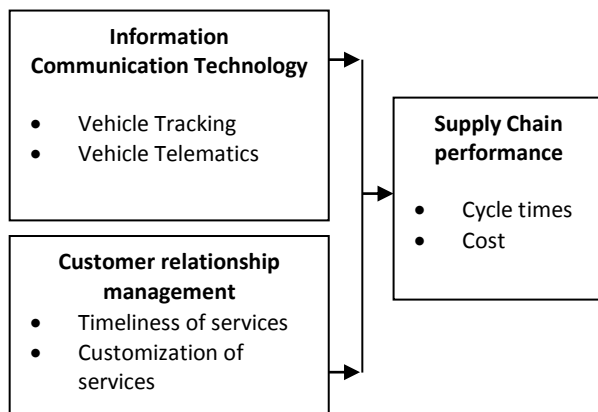 Information
Communication Technology
• Vehicle Tracking
• Vehicle Telematics
Customer relationship
management
• Timeliness of services
• Customization of
services
Supply Chain
performance
• Cycle times
• Cost